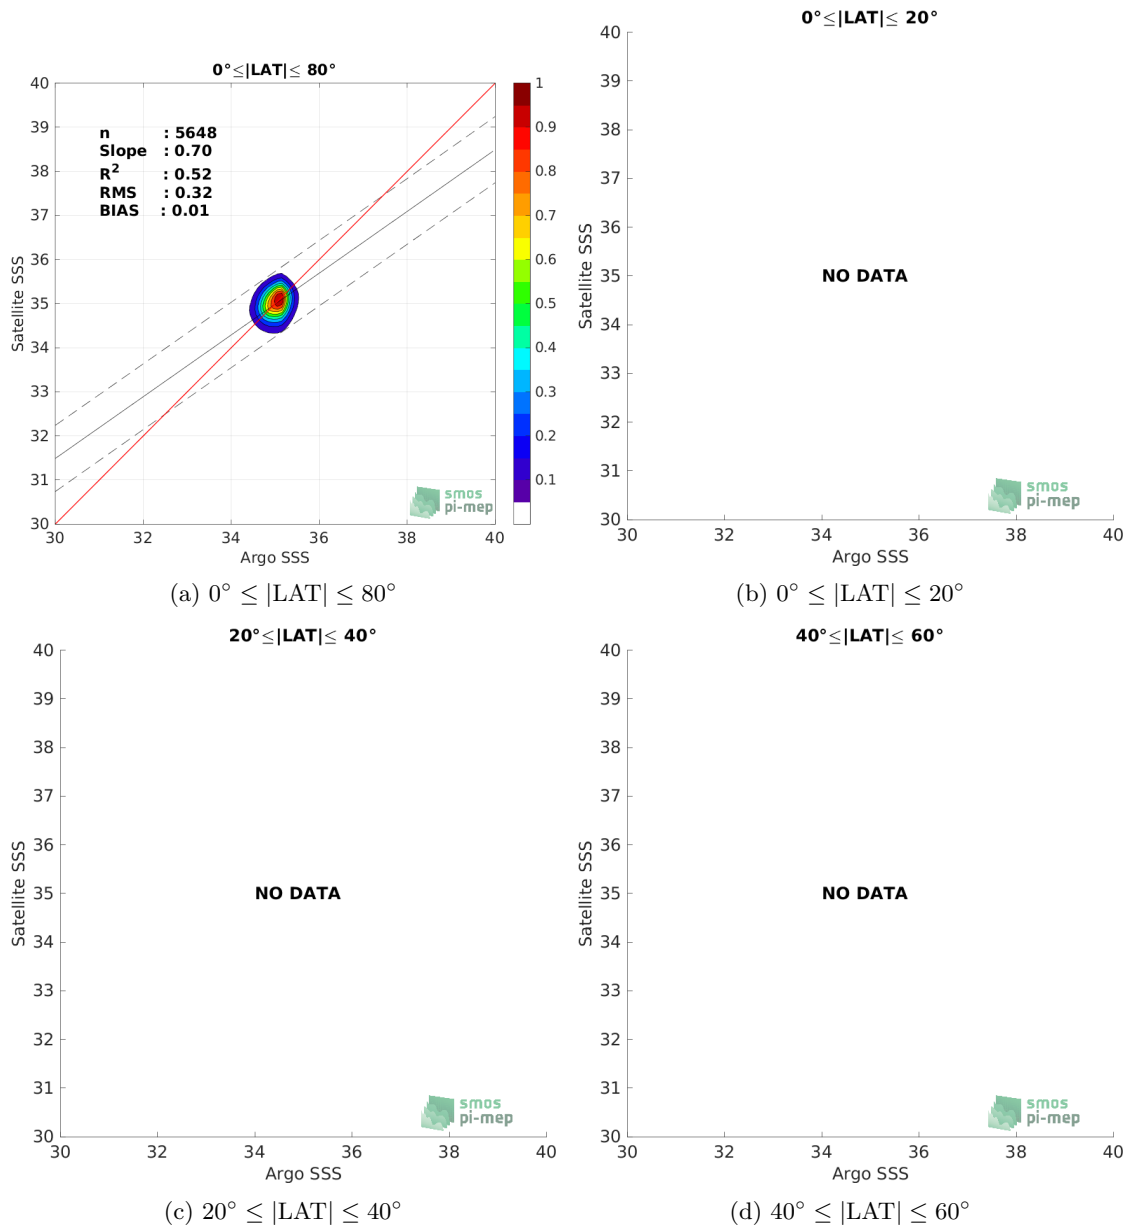 0°≤|LAT|≤ 80°
40
39
38
37
36
35
34
33
32
31
30
Satellite SSS
n : 5648
Slope : 0.70
R² : 0.52
RMS : 0.32
BIAS : 0.01
1
0.9
0.8
0.7
0.6
0.5
0.4
0.3
0.2
0.1
smos
pi-mep
30 32 34 36 38 40
Argo SSS
(a) 0° ≤ |LAT| ≤ 80°
0°≤|LAT|≤ 20°
40
39
38
37
36
35
34
33
32
31
30
Satellite SSS
NO DATA
smos
pi-mep
30 32 34 36 38 40
Argo SSS
(b) 0° ≤ |LAT| ≤ 20°
20°≤|LAT|≤ 40°
40
39
38
37
36
35
34
33
32
31
30
Satellite SSS
NO DATA
smos
pi-mep
30 32 34 36 38 40
Argo SSS
(c) 20° ≤ |LAT| ≤ 40°
40°≤|LAT|≤ 60°
40
39
38
37
36
35
34
33
32
31
30
Satellite SSS
NO DATA
smos
pi-mep
30 32 34 36 38 40
Argo SSS
(d) 40° ≤ |LAT| ≤ 60°